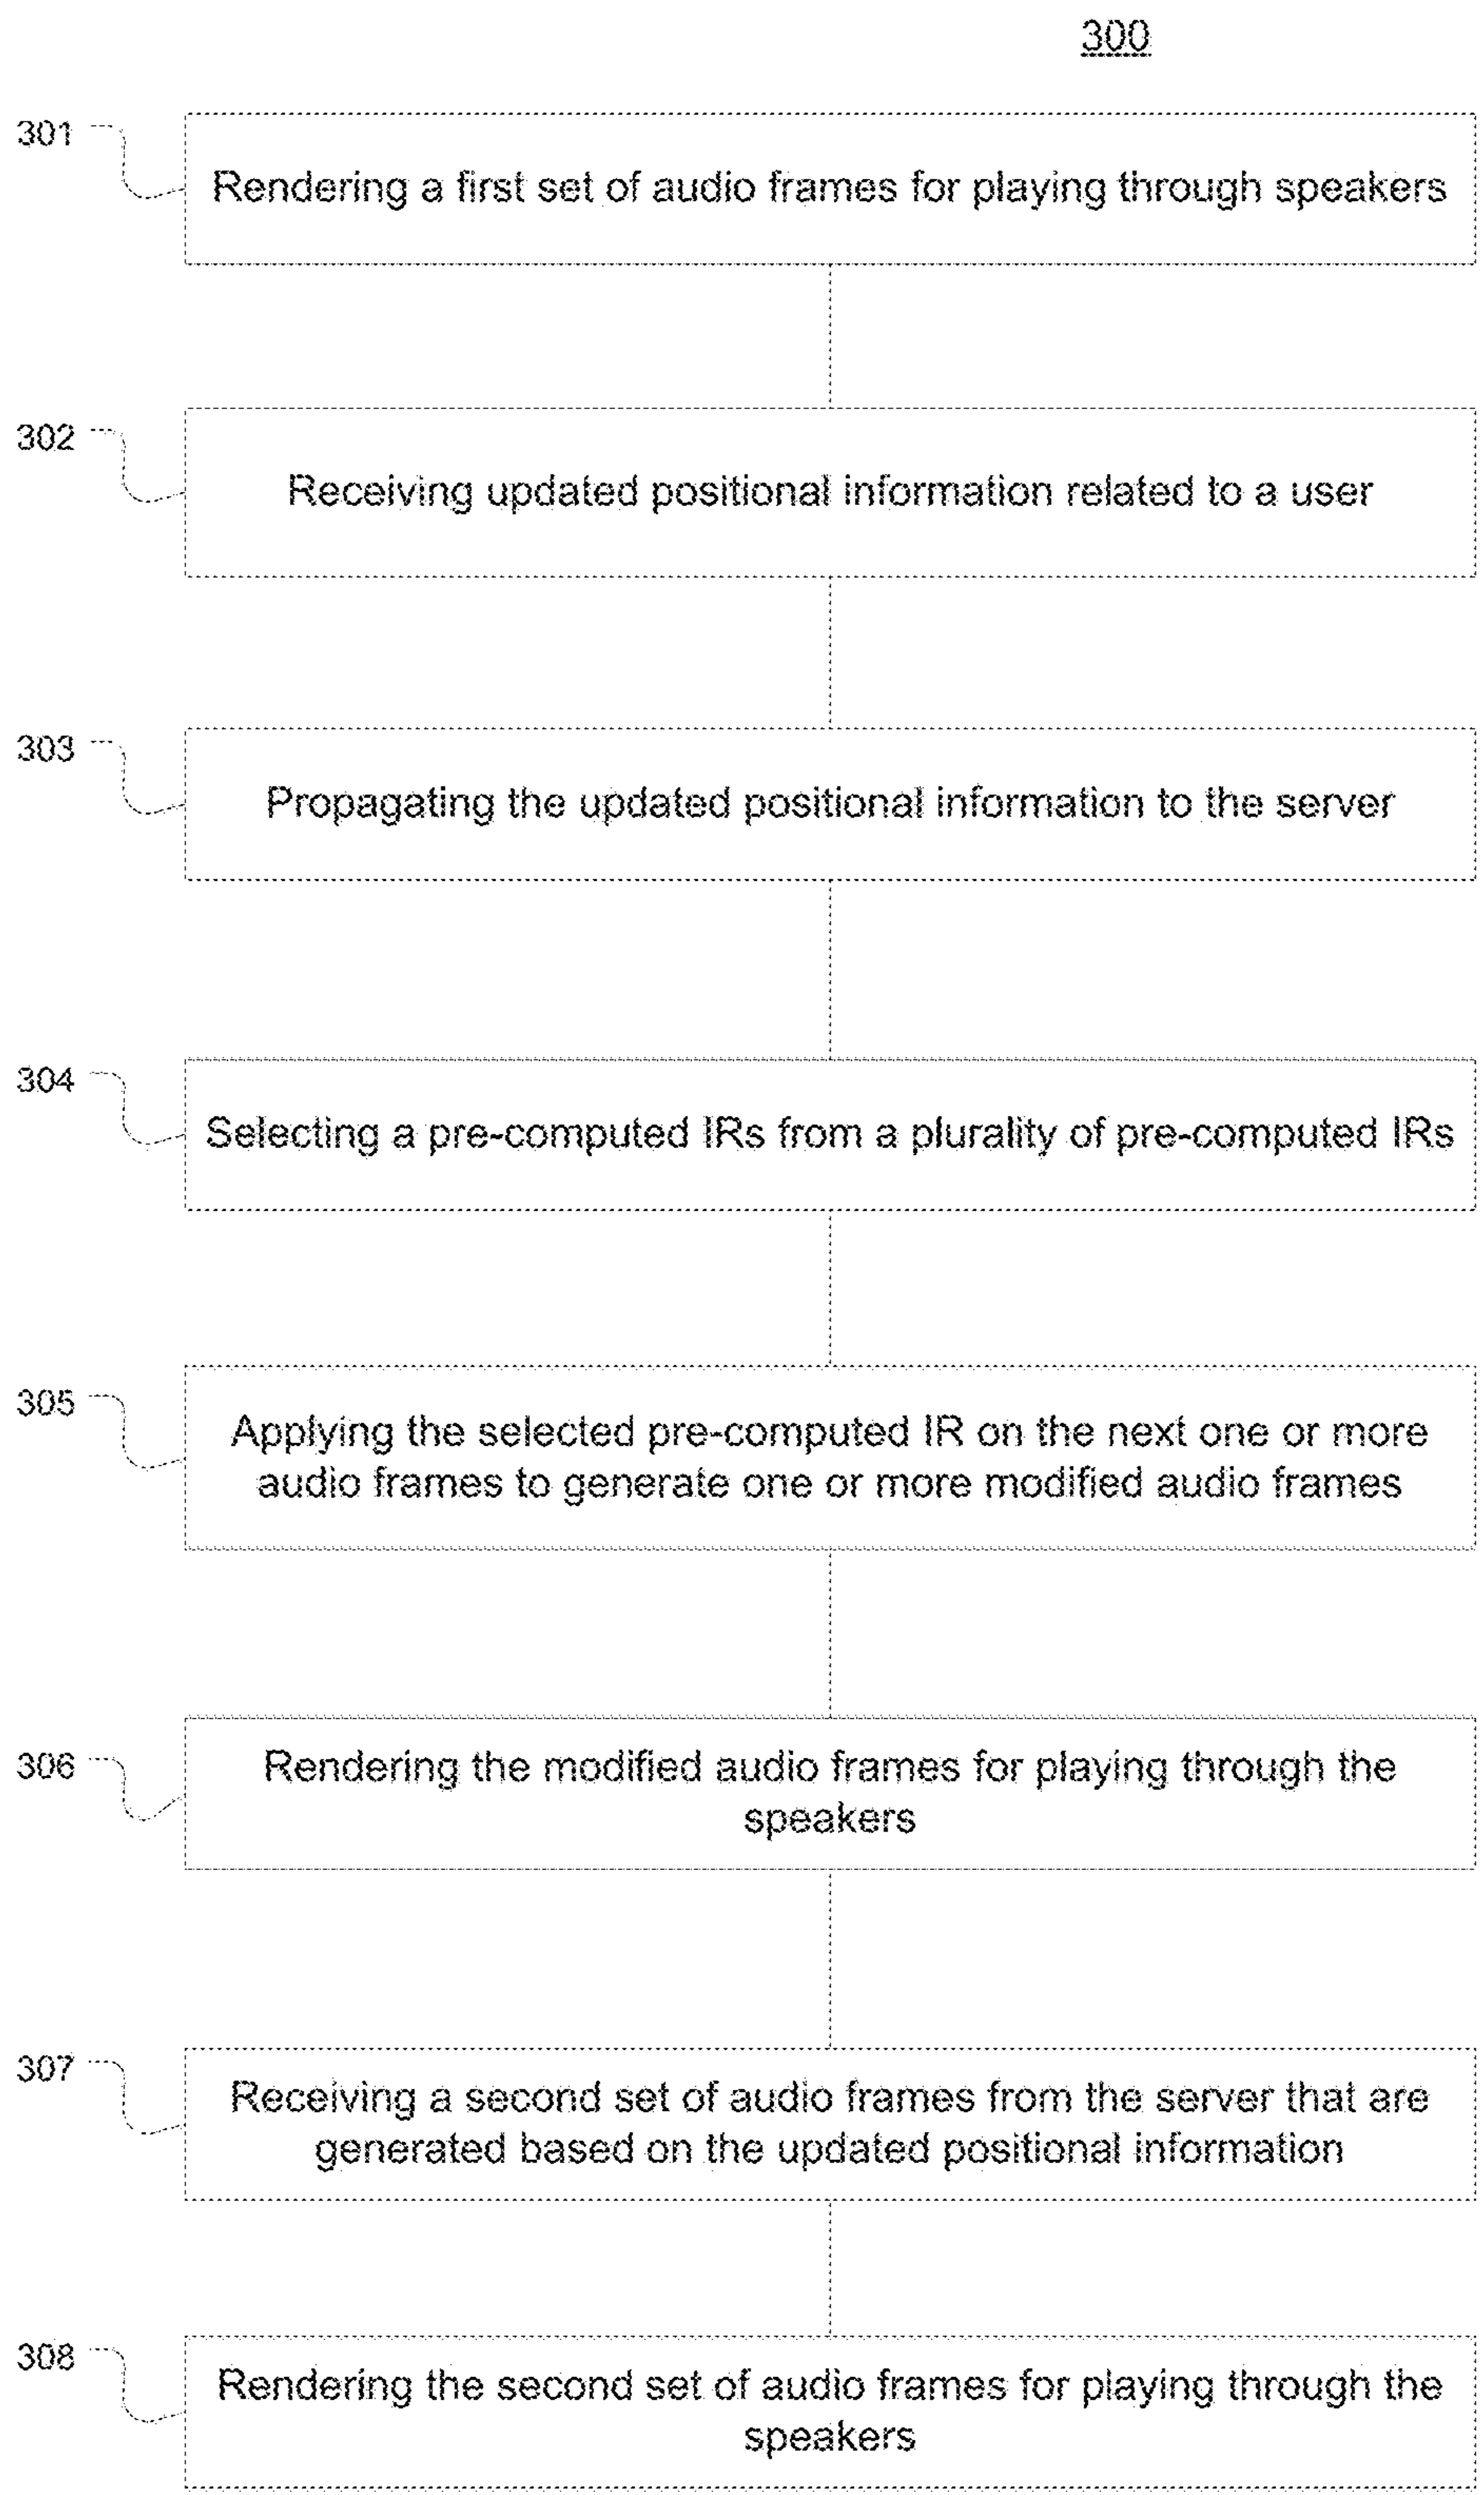 300
301
Rendering a first set of audio frames for playing through speakers
302
Receiving updated positional information related to a user
303
Propagating the updated positional information to the server
304
Selecting a pre-computed IRs from a plurality of pre-computed IRs
305
Applying the selected pre-computed IR on the next one or more
audio frames to generate one or more modified audio frames
306
Rendering the modified audio frames for playing through the
speakers
307
Receiving a second set of audio frames from the server that are
generated based on the updated positional information
308
Rendering the second set of audio frames for playing through the
speakers